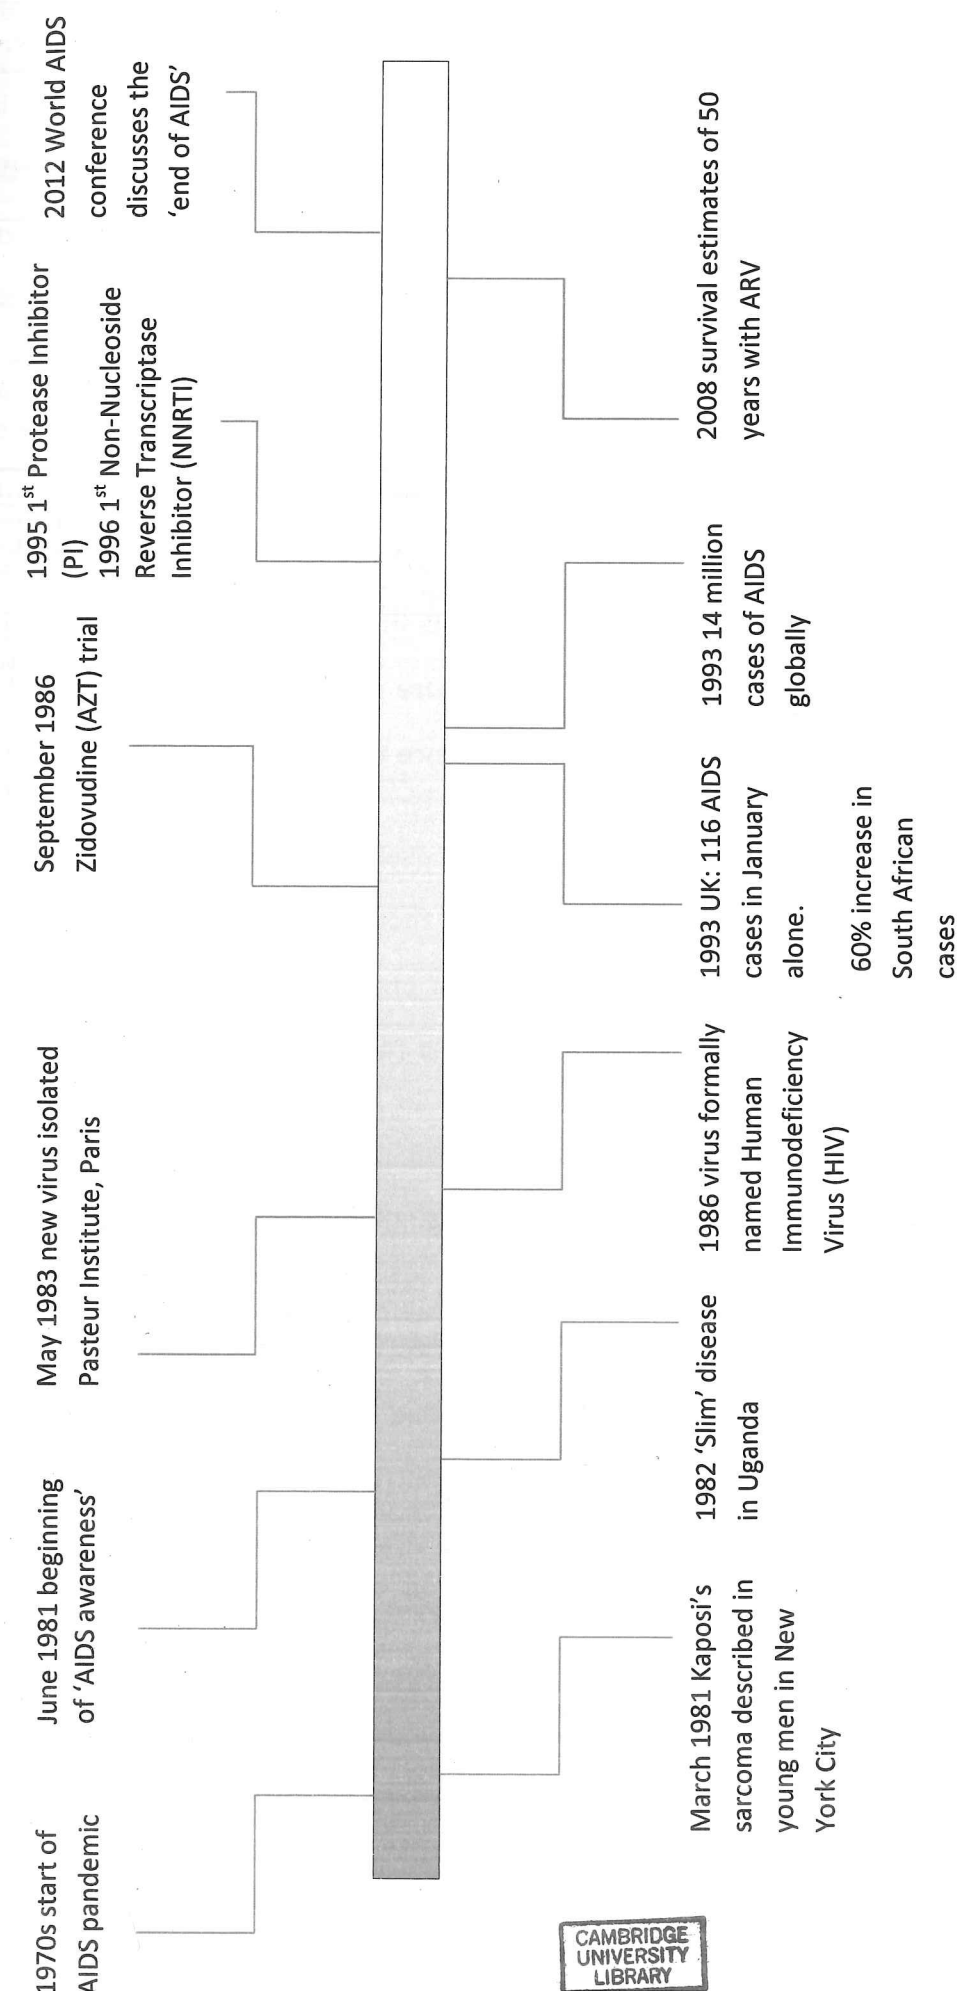 1970s start of
AIDS pandemic
June 1981 beginning
of ‘AIDS awareness’
May 1983 new virus isolated
Pasteur Institute, Paris
September 1986
Zidovudine (AZT) trial
1995 1st Protease Inhibitor
(PI)
1996 1st Non-Nucleoside
Reverse Transcriptase
Inhibitor (NNRTI)
2012 World AIDS
conference
discusses the
‘end of AIDS’
March 1981 Kaposi’s
sarcoma described in
young men in New
York City
1982 ‘Slim’ disease
in Uganda
1986 virus formally
named Human
Immunodeficiency
Virus (HIV)
1993 UK: 116 AIDS
cases in January
alone.
60% increase in
South African
cases
1993 14 million
cases of AIDS
globally
2008 survival estimates of 50
years with ARV
CAMBRIDGE
UNIVERSITY
LIBRARY